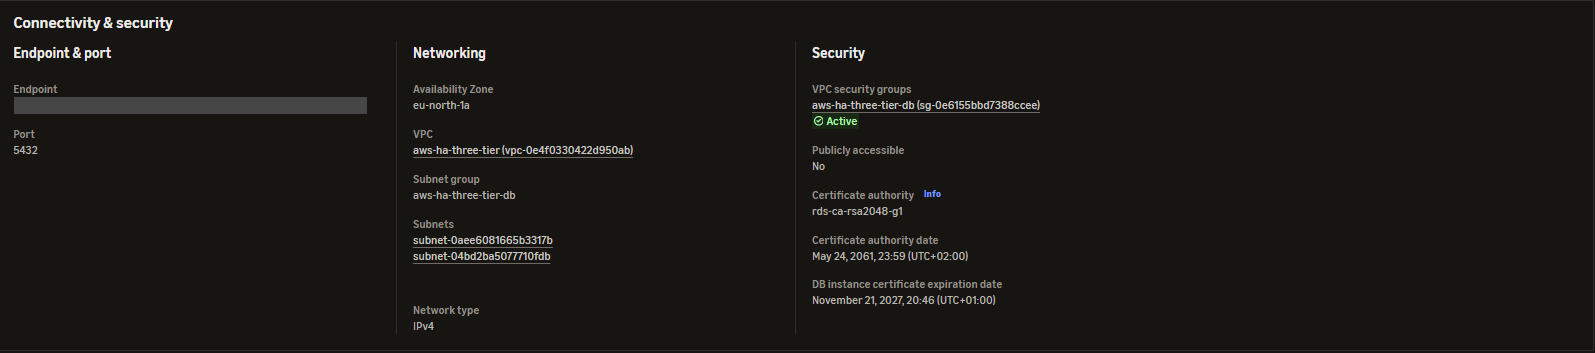 Connectivity & security
Endpoint & port
Endpoint
Port
5432
Networking
Availability Zone
eu-north-1a
VPC
aws-ha-three-tier (vpc-0e4f0330422d950ab)
Subnet group
aws-ha-three-tier-db
Subnets
subnet-0aee6081665b3317b
subnet-04bd2ba5077710fdb
Network type
IPv4
Security
VPC security groups
aws-ha-three-tier-db (sg-0e6155bbd7388ccee)
Active
Publicly accessible
No
Certificate authority Info
rds-ca-rsa2048-g1
Certificate authority date
May 24, 2061, 23:59 (UTC+02:00)
DB instance certificate expiration date
November 21, 2027, 20:46 (UTC+01:00)